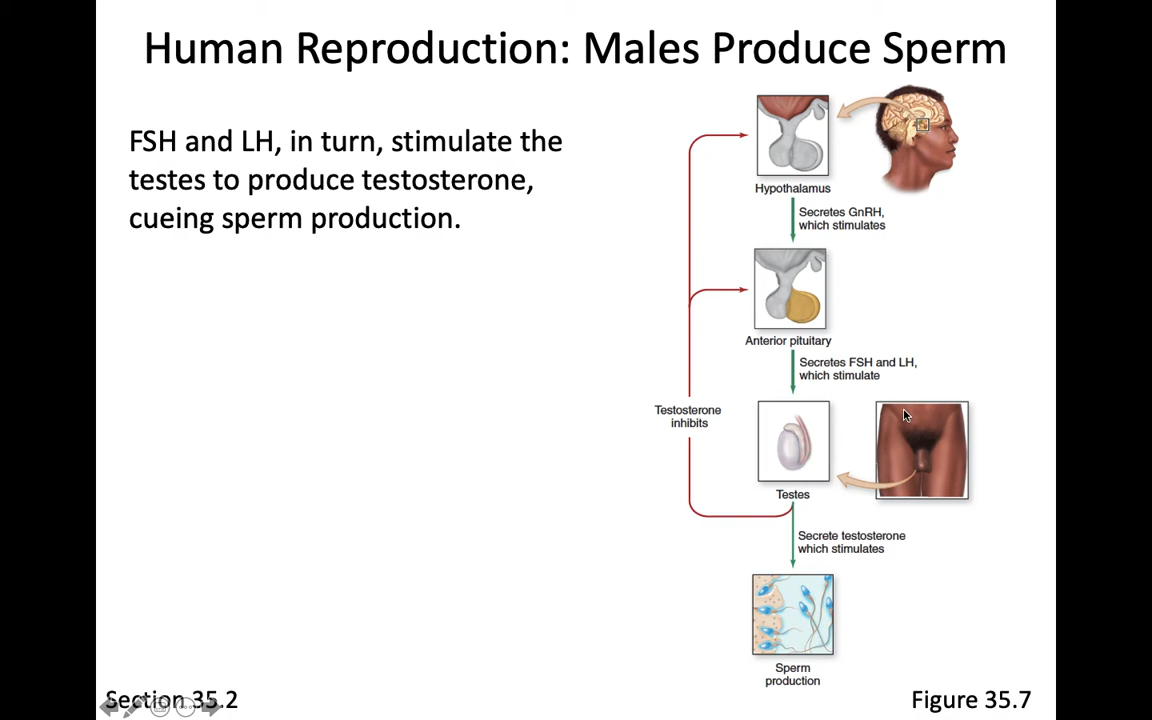 Human Reproduction: Males Produce Sperm
FSH and LH, in turn, stimulate the
testes to produce testosterone,
cueing sperm production.
Hypothalamus
Secretes GnRH,
which stimulates
Anterior pituitary
Secretes FSH and LH,
which stimulate
Testosterone
inhibits
Testes
Secrete testosterone
which stimulates
Sperm
production
Section 35.2
Figure 35.7